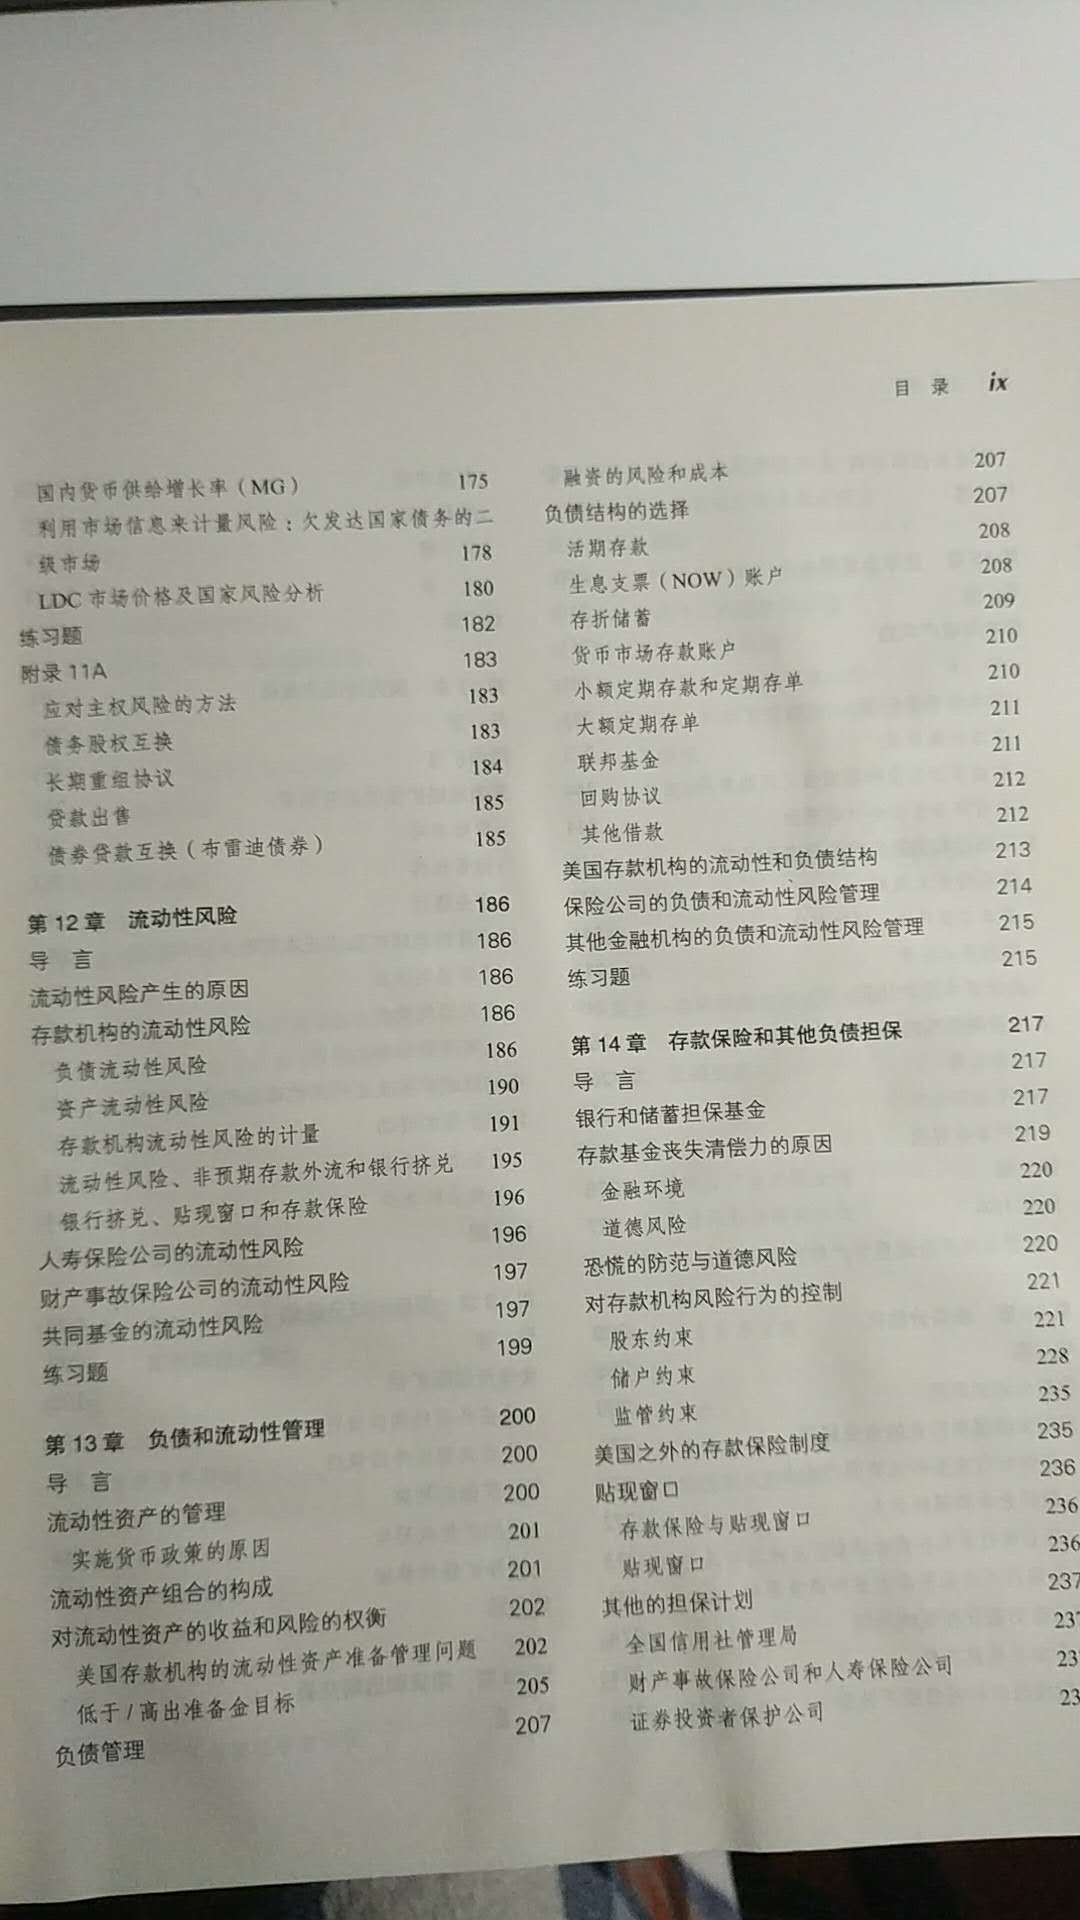 目 录 ix
国内货币供给增长率（MG） 175
利用市场信息来计量风险：欠发达国家债务的二
级市场 178
LDC 市场价格及国家风险分析 180
练习题 182
附录 11A 183
应对主权风险的方法 183
债务股权互换 183
长期重组协议 184
贷款出售 185
债券贷款互换（布雷迪债券） 185
第 12 章 流动性风险 186
导 言 186
流动性风险产生的原因 186
存款机构的流动性风险 186
负债流动性风险 186
资产流动性风险 190
存款机构流动性风险的计量 191
流动性风险、非预期存款外流和银行挤兑 195
银行挤兑、贴现窗口和存款保险 196
人寿保险公司的流动性风险 196
财产事故保险公司的流动性风险 197
共同基金的流动性风险 197
练习题 199
第 13 章 负债和流动性管理 200
导 言 200
流动性资产的管理 200
实施货币政策的原因 201
流动性资产组合的构成 201
对流动性资产的收益和风险的权衡 202
美国存款机构的流动性资产准备管理问题 202
低于/高出准备金目标 205
负债管理 207
融资的风险和成本 207
负债结构的选择 207
活期存款 208
生息支票（NOW）账户 208
存折储蓄 209
货币市场存款账户 210
小额定期存款和定期存单 210
大额定期存单 211
联邦基金 211
回购协议 212
其他借款 212
美国存款机构的流动性和负债结构 213
保险公司的负债和流动性风险管理 214
其他金融机构的负债和流动性风险管理 215
练习题 215
第 14 章 存款保险和其他负债担保 217
导 言 217
银行和储蓄担保基金 217
存款基金丧失清偿力的原因 219
金融环境 220
道德风险 220
恐慌的防范与道德风险 220
对存款机构风险行为的控制 221
股东约束 221
储户约束 228
监管约束 235
美国之外的存款保险制度 235
贴现窗口 236
存款保险与贴现窗口 236
贴现窗口 236
其他的担保计划 237
全国信用社管理局 237
财产事故保险公司和人寿保险公司 23
证券投资者保护公司 23